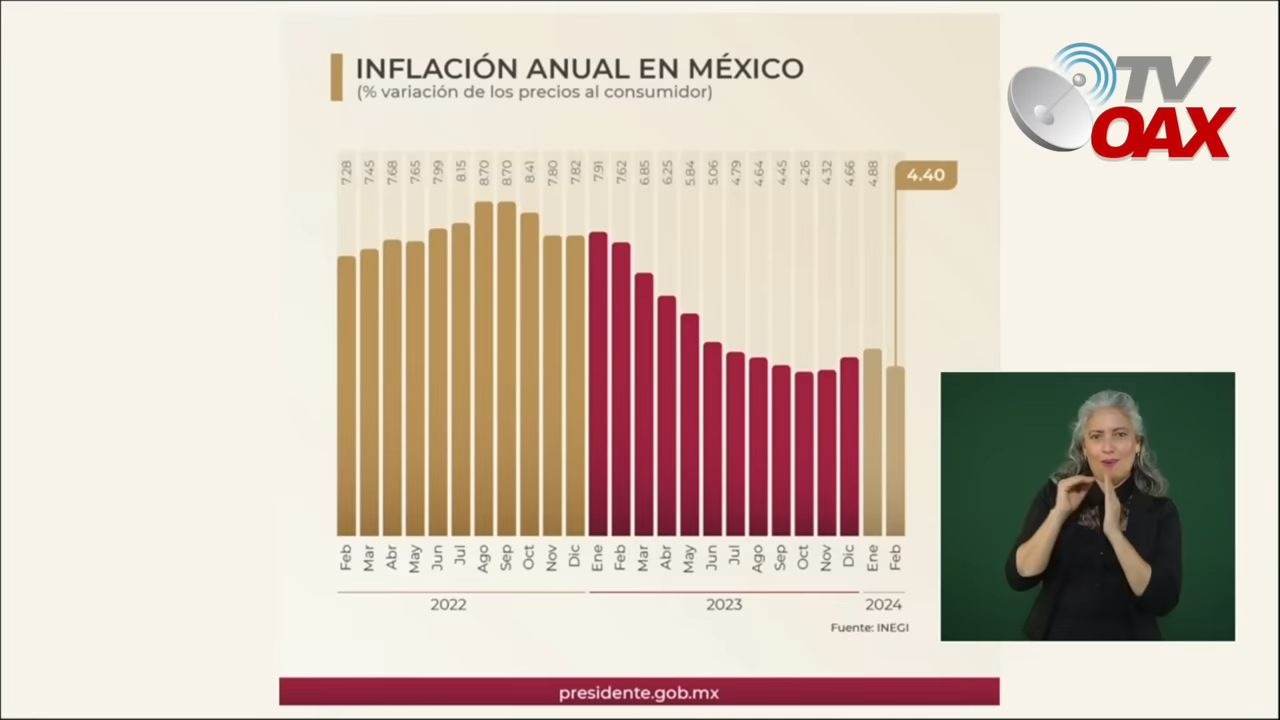 INFLACIÓN ANUAL EN MÉXICO
(% variación de los precios al consumidor)
TV
OAX
7.28 7.45 7.68 7.65 7.99 8.15 8.70 8.70 8.41 7.80 7.82 7.91 7.62 6.85 6.25 5.84 5.06 4.79 4.64 4.45 4.26 4.32 4.66 4.88 4.40
Feb Mar Abr May Jun Jul Ago Sep Oct Nov Dic Ene Feb Mar Abr May Jun Jul Ago Sep Oct Nov Dic Ene Feb
2022 2023 2024
Fuente: INEGI
presidente.gob.mx